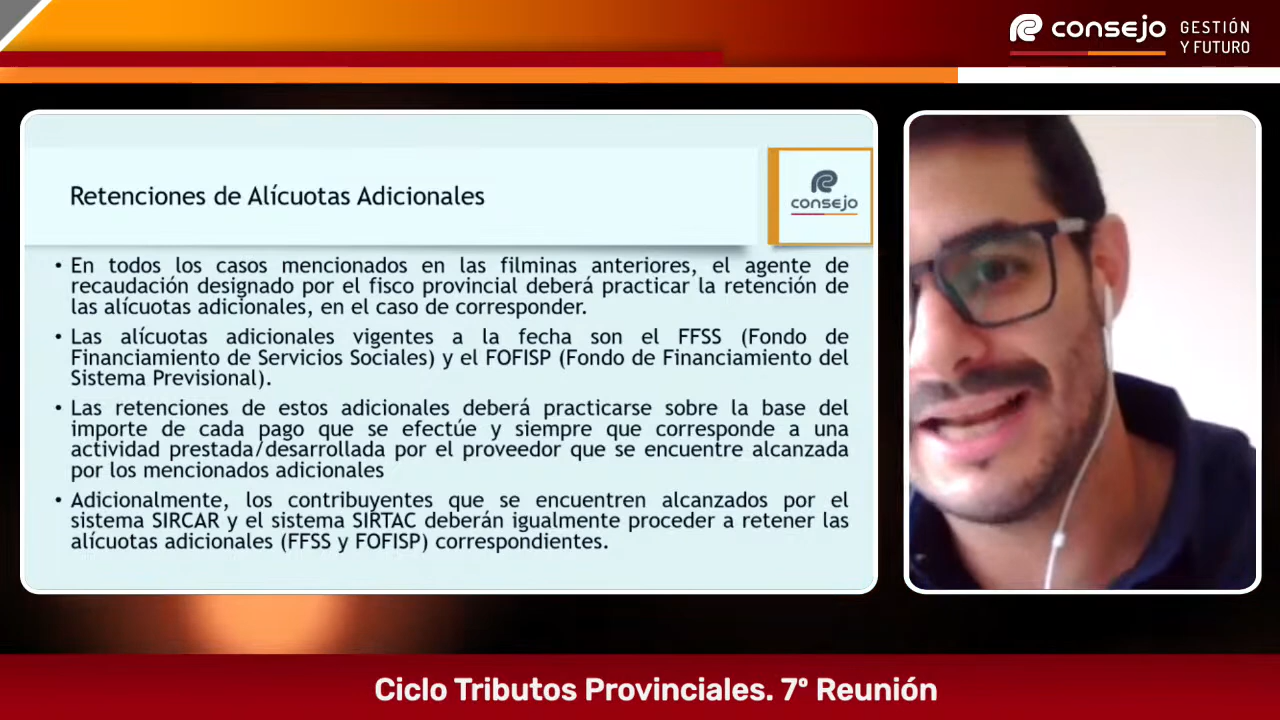 consejo
GESTIÓN
Y FUTURO
Retenciones de Alícuotas Adicionales
consejo
• En todos los casos mencionados en las filminas anteriores, el agente de
recaudación designado por el fisco provincial deberá practicar la retención de
las alícuotas adicionales, en el caso de corresponder.
• Las alícuotas adicionales vigentes a la fecha son el FFSS (Fondo de
Financiamiento de Servicios Sociales) y el FOFISP (Fondo de Financiamiento del
Sistema Previsional).
• Las retenciones de estos adicionales deberá practicarse sobre la base del
importe de cada pago que se efectúe y siempre que corresponde a una
actividad prestada/desarrollada por el proveedor que se encuentre alcanzada
por los mencionados adicionales
• Adicionalmente, los contribuyentes que se encuentren alcanzados por el
sistema SIRCAR y el sistema SIRTAC deberán igualmente proceder a retener las
alícuotas adicionales (FFSS y FOFISP) correspondientes.
Ciclo Tributos Provinciales. 7º Reunión